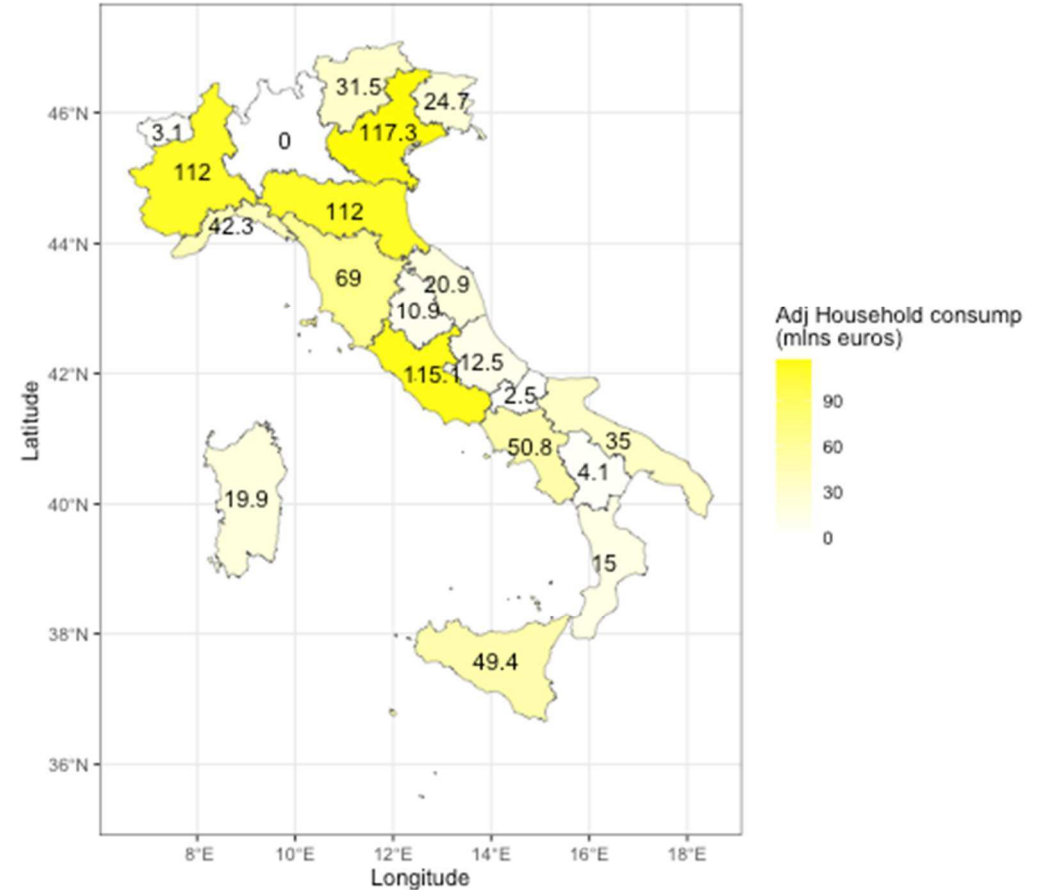 31.5
46°N
24.7
3.1
117.3
0
112
112
42.3
44°N
69
20.9
10.9
Adj Household consump
(mlns euros)
12.5
42°N
115.1
2.5
90
50.8
35
60
4.1
Latitude
19.9
40°N
30
0
15
38°N
49.4
36°N
8°E 10°E 12°E 14°E 16°E 18°E
Longitude